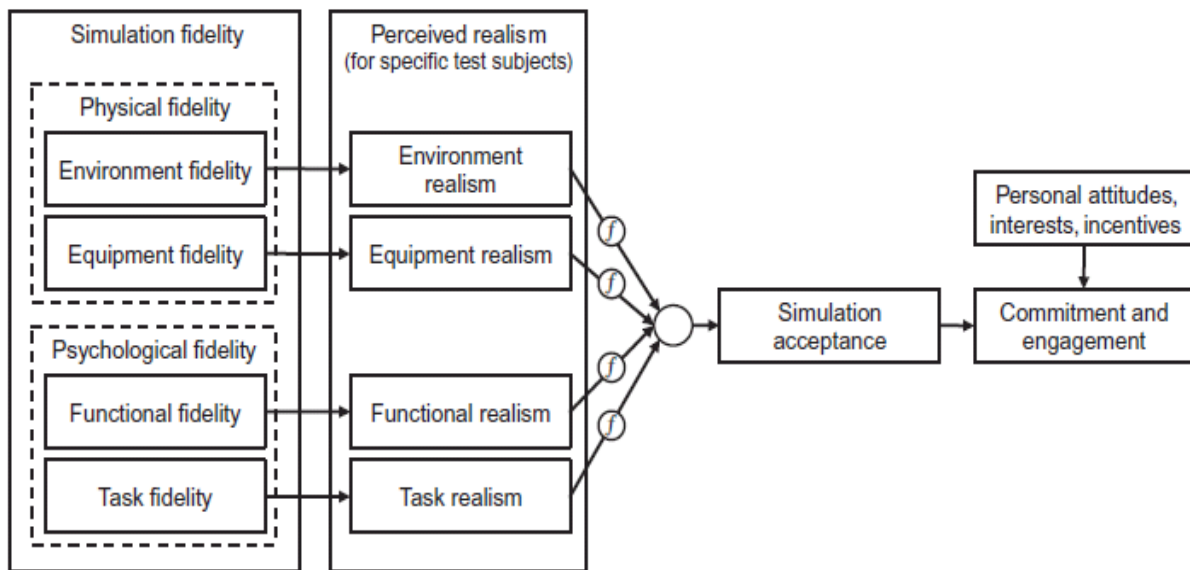 Simulation fidelity
Physical fidelity
Environment fidelity
Equipment fidelity
Psychological fidelity
Functional fidelity
Task fidelity
Perceived realism
(for specific test subjects)
Environment
realism
Equipment realism
Functional realism
Task realism
f
f
f
f
Simulation
acceptance
Personal attitudes,
interests, incentives
Commitment and
engagement